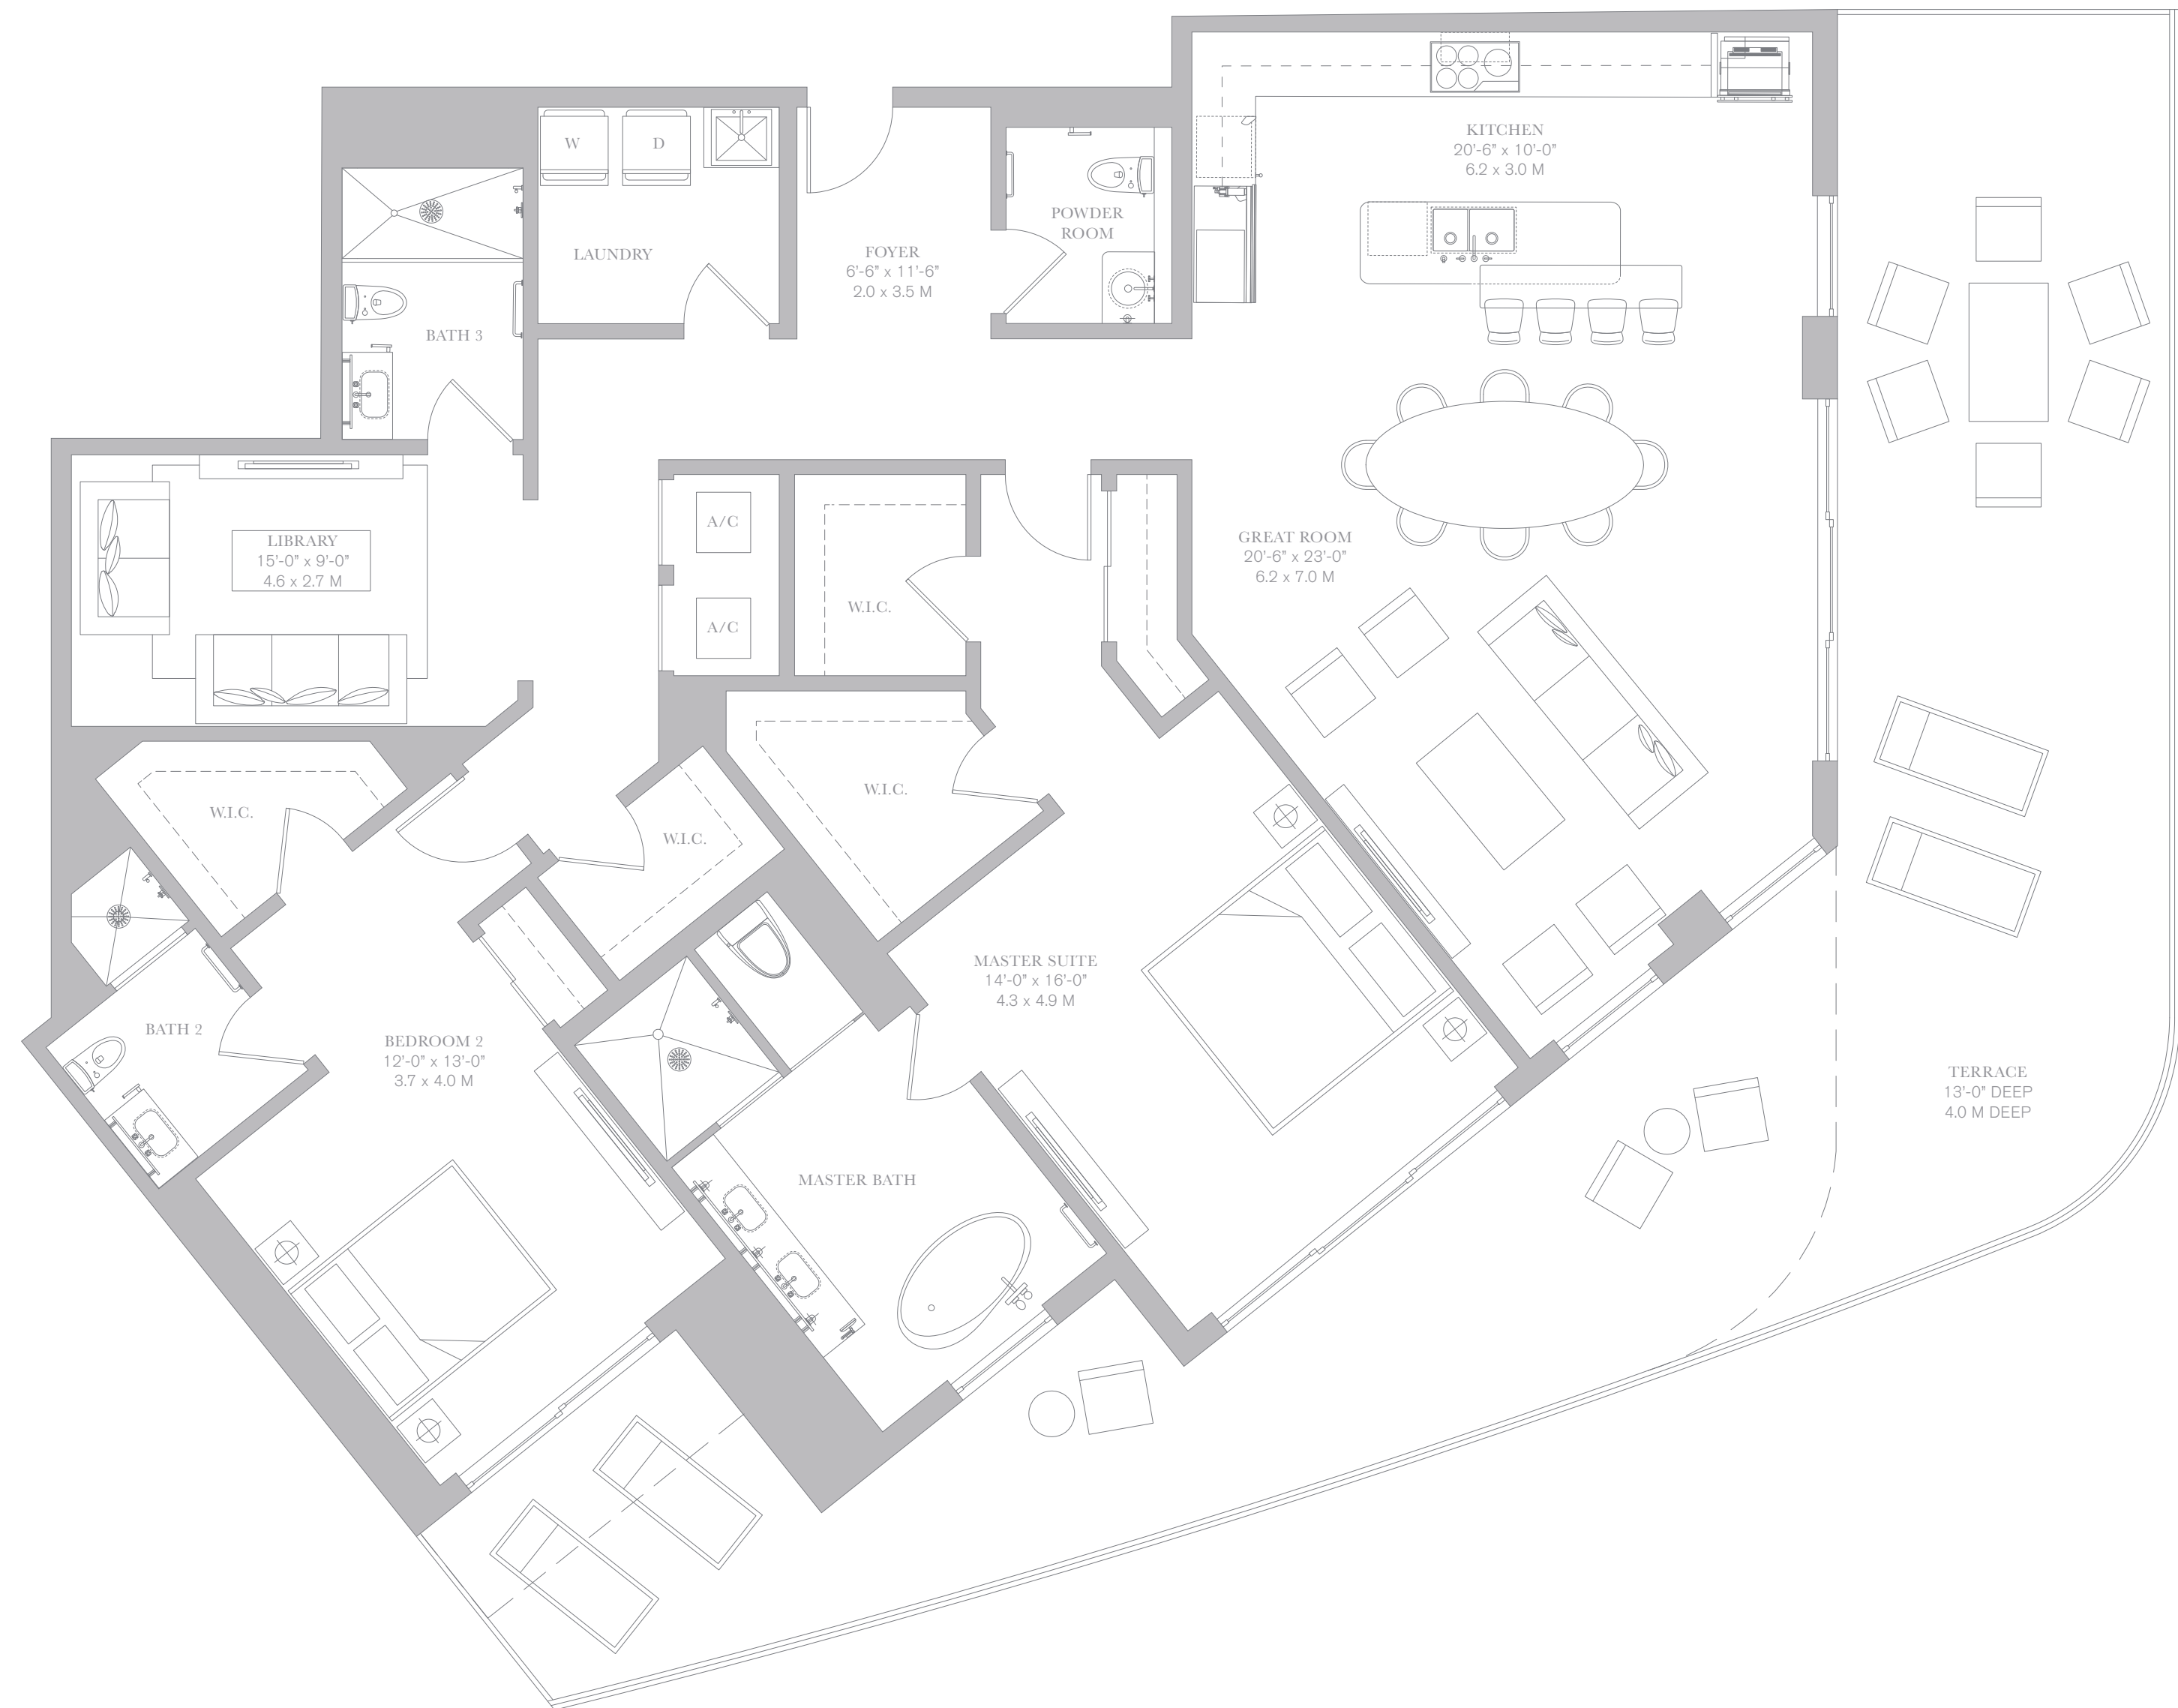 KITCHEN
20'-6" x 10'-0"
6.2 x 3.0 M
W
D
POWDER
ROOM
LAUNDRY
FOYER
6'-6" x 11'-6"
2.0 x 3.5 M
BATH 3
A/C
LIBRARY
15'-0" x 9'-0"
4.6 x 2.7 M
GREAT ROOM
20'-6" x 23'-0"
6.2 x 7.0 M
W.I.C.
A/C
W.I.C.
W.I.C.
W.I.C.
MASTER SUITE
14'-0" x 16'-0"
4.3 x 4.9 M
BATH 2
BEDROOM 2
12'-0" x 13'-0"
3.7 x 4.0 M
TERRACE
13'-0" DEEP
4.0 M DEEP
MASTER BATH